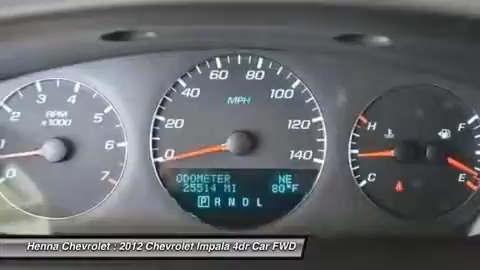 3 4 5
2 6
1 7
RPM
x1000
60 80
40 100
20 120
0 140
MPH
ODOMETER NE
25514 MI 80°F
P R N D L
H F
C E
Henna Chevrolet : 2012 Chevrolet Impala 4dr Car FWD